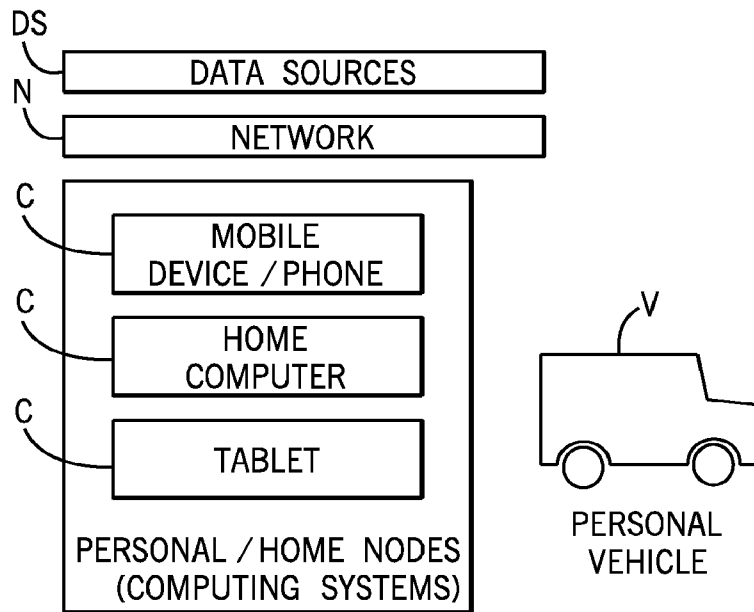 DS
DATA SOURCES
N
NETWORK
C
MOBILE
DEVICE / PHONE
C
HOME
COMPUTER
C
TABLET
PERSONAL / HOME NODES
(COMPUTING SYSTEMS)
V
PERSONAL
VEHICLE